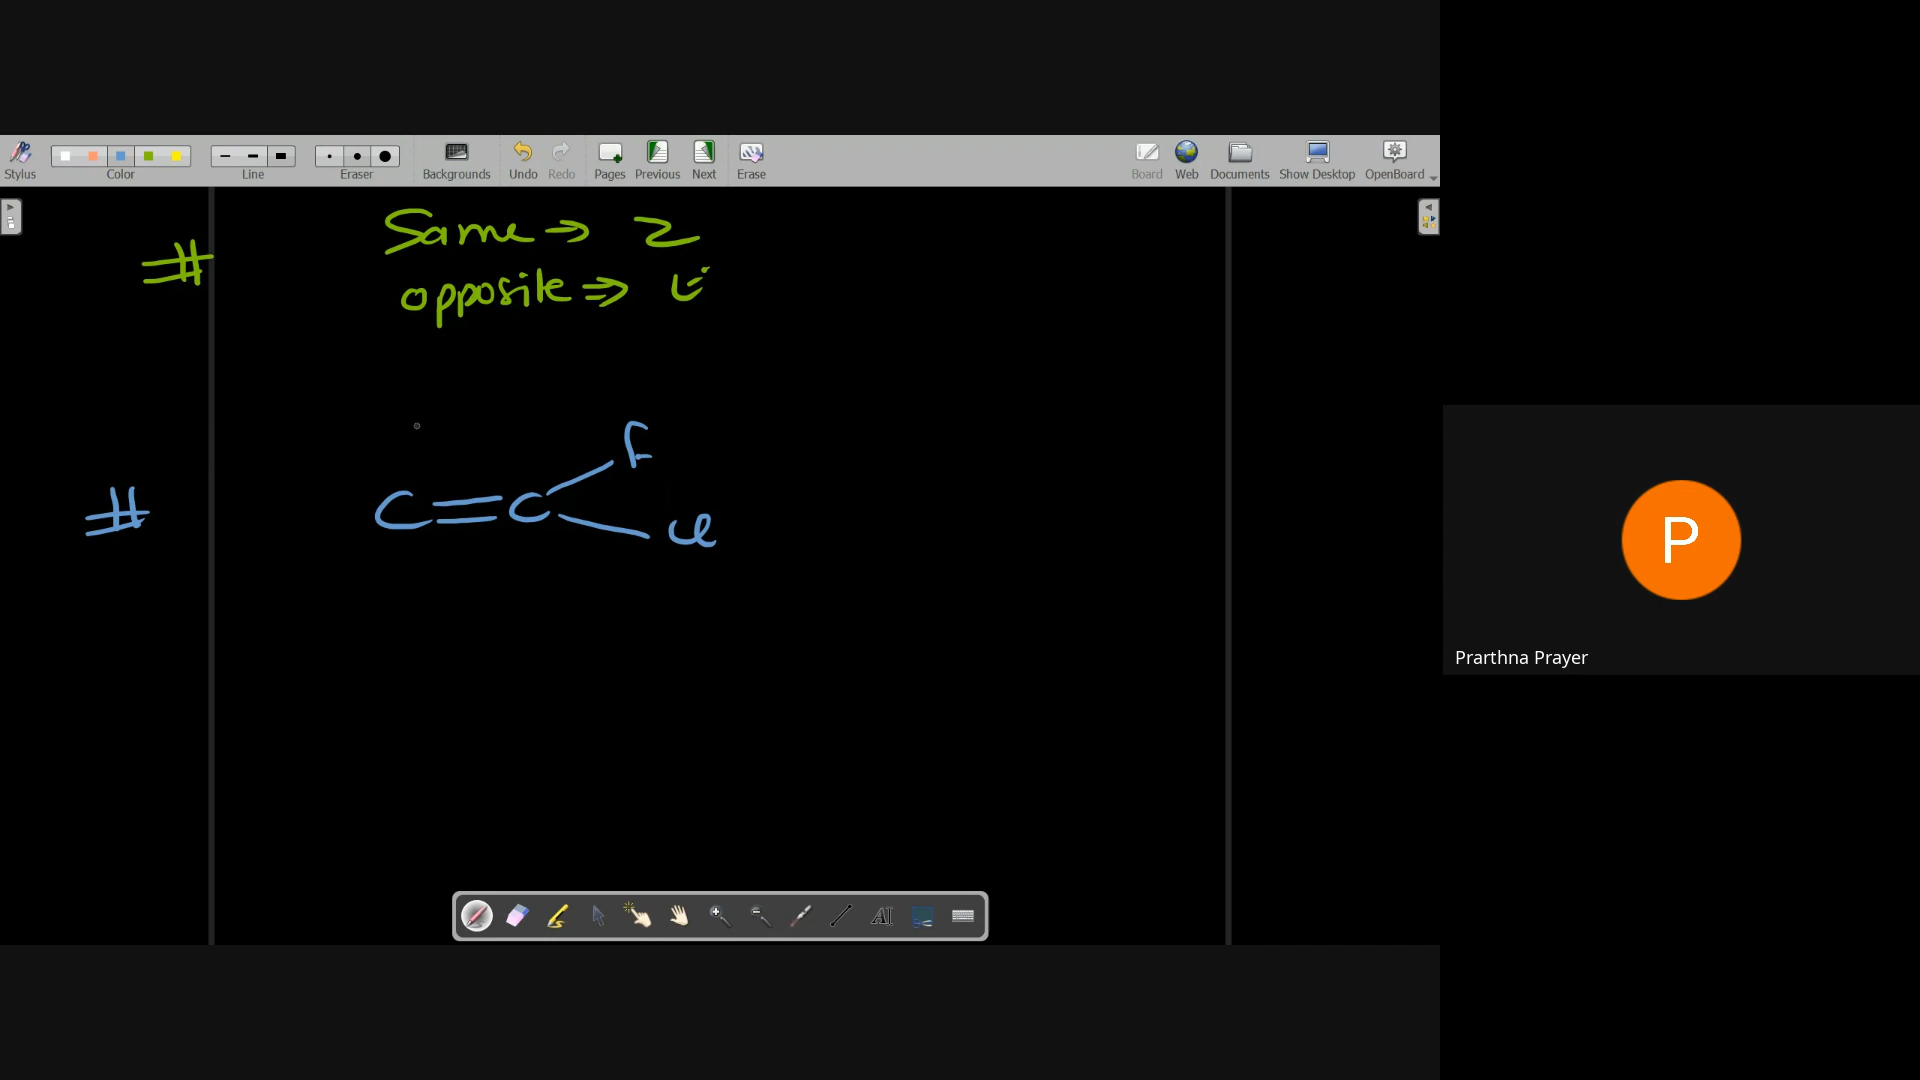 Stylus Color Line Eraser Backgrounds Undo Redo Pages Previous Next Erase Board Web Documents Show Desktop OpenBoard
Same → Z
opposite ⇒ E
F
C=C
Cl
P
Prarthna Prayer
AI